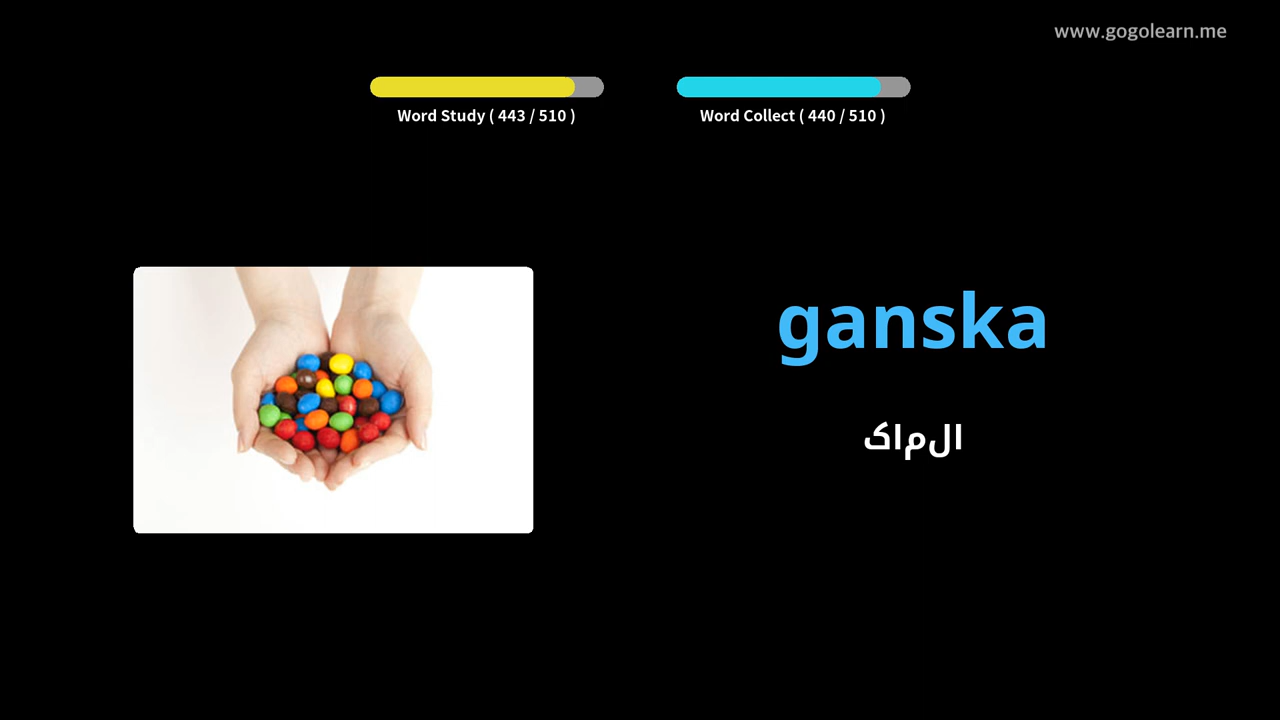 www.gogolearn.me
Word Study ( 443 / 510 )
Word Collect ( 440 / 510 )
ganska
الماک